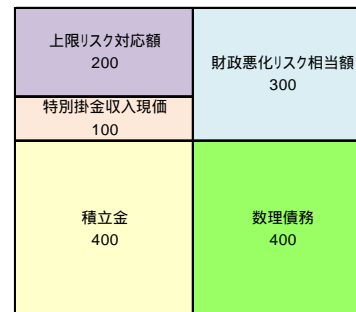 上限リスク対応額
200
特別掛金収入現価
100
積立金
400
財政悪化リスク相当額
300
数理債務
400